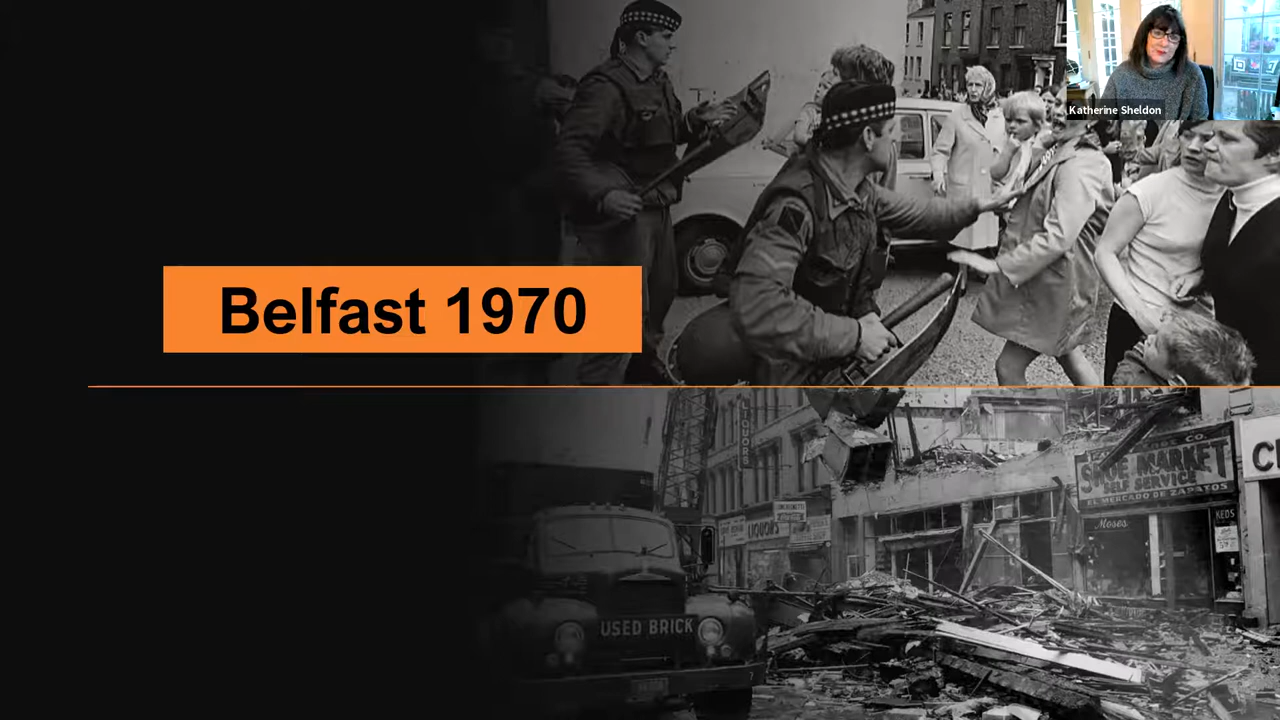 Katherine Sheldon
Belfast 1970
LIQUORS
LIQUORS
SHOE MARKET
SELF SERVICE
EL MERCADO DE ZAPATOS
Moses
KEDS
USED BRICK